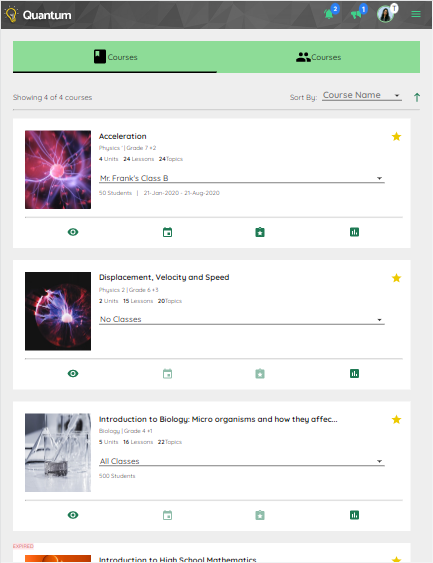 Quantum
2
1
T
Courses
Courses
Showing 4 of 4 courses
Sort By: Course Name
Acceleration
Physics | Grade 7 +2
4 Units 24 Lessons 24Topics
Mr. Frank's Class B
50 Students | 21-Jan-2020 - 21-Aug-2020
Displacement, Velocity and Speed
Physics 2 | Grade 6 +3
2 Units 15 Lessons 20Topics
No Classes
Introduction to Biology: Micro organisms and how they affec...
Biology | Grade 4 +1
5 Units 16 Lessons 22Topics
All Classes
500 Students
EXPIRED
Introduction to High School Mathematics